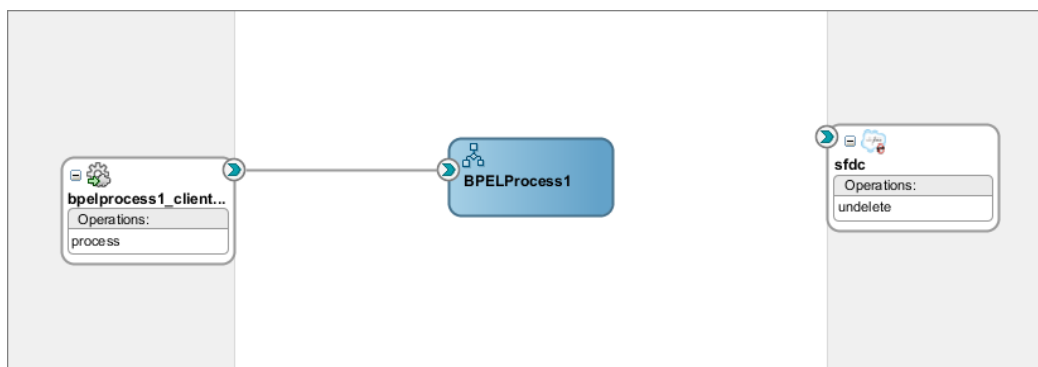 bpelprocess1_client...
Operations:
process
BPELProcess1
sfdc
Operations:
undelete